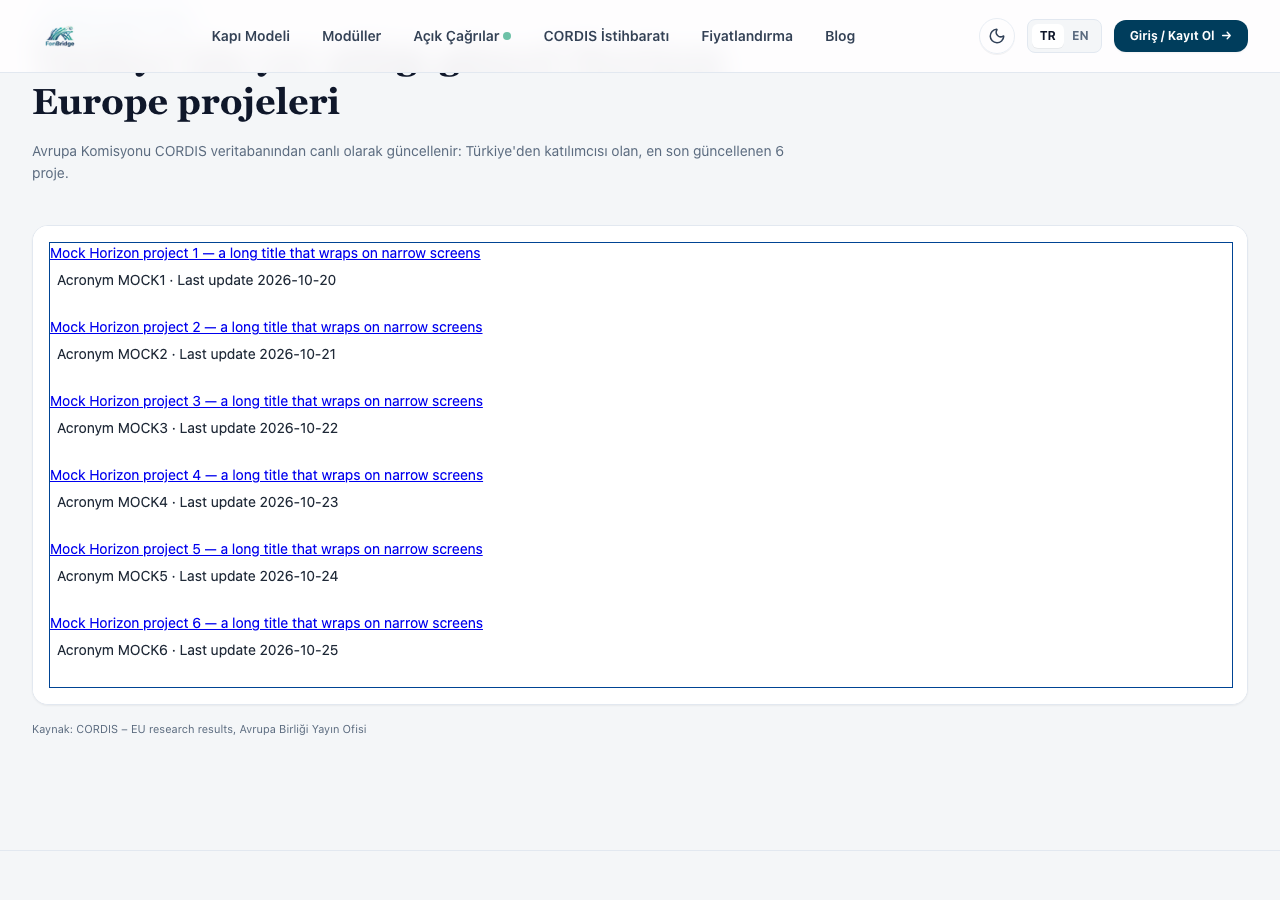 FonBridge
Kapı Modeli
Modüller
Açık Çağrılar
CORDIS İstihbaratı
Fiyatlandırma
Blog
TR
EN
Giriş / Kayıt Ol →
Europe projeleri
Avrupa Komisyonu CORDIS veritabanından canlı olarak güncellenir: Türkiye'den katılımcısı olan, en son güncellenen 6
proje.
Mock Horizon project 1 — a long title that wraps on narrow screens
Acronym MOCK1 · Last update 2026-10-20
Mock Horizon project 2 — a long title that wraps on narrow screens
Acronym MOCK2 · Last update 2026-10-21
Mock Horizon project 3 — a long title that wraps on narrow screens
Acronym MOCK3 · Last update 2026-10-22
Mock Horizon project 4 — a long title that wraps on narrow screens
Acronym MOCK4 · Last update 2026-10-23
Mock Horizon project 5 — a long title that wraps on narrow screens
Acronym MOCK5 · Last update 2026-10-24
Mock Horizon project 6 — a long title that wraps on narrow screens
Acronym MOCK6 · Last update 2026-10-25
Kaynak: CORDIS – EU research results, Avrupa Birliği Yayın Ofisi